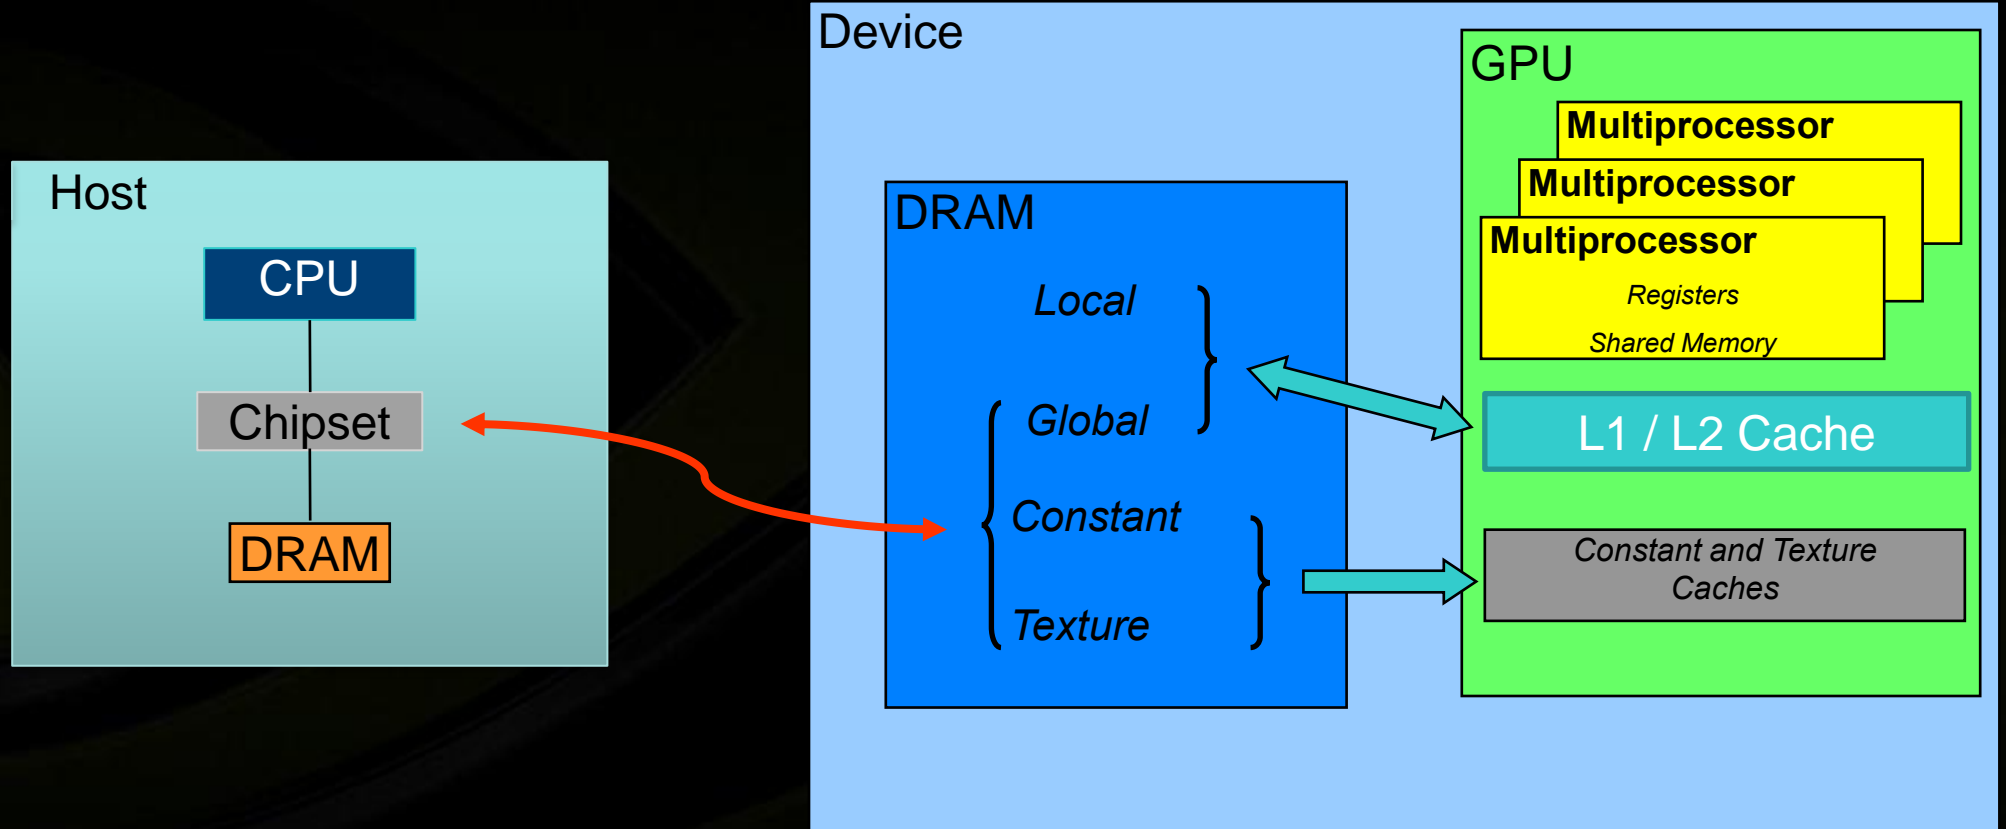 Host
CPU
Chipset
DRAM
Device
DRAM
Local
Global
Constant
Texture
GPU
Multiprocessor
Multiprocessor
Multiprocessor
Registers
Shared Memory
L1 / L2 Cache
Constant and Texture
Caches